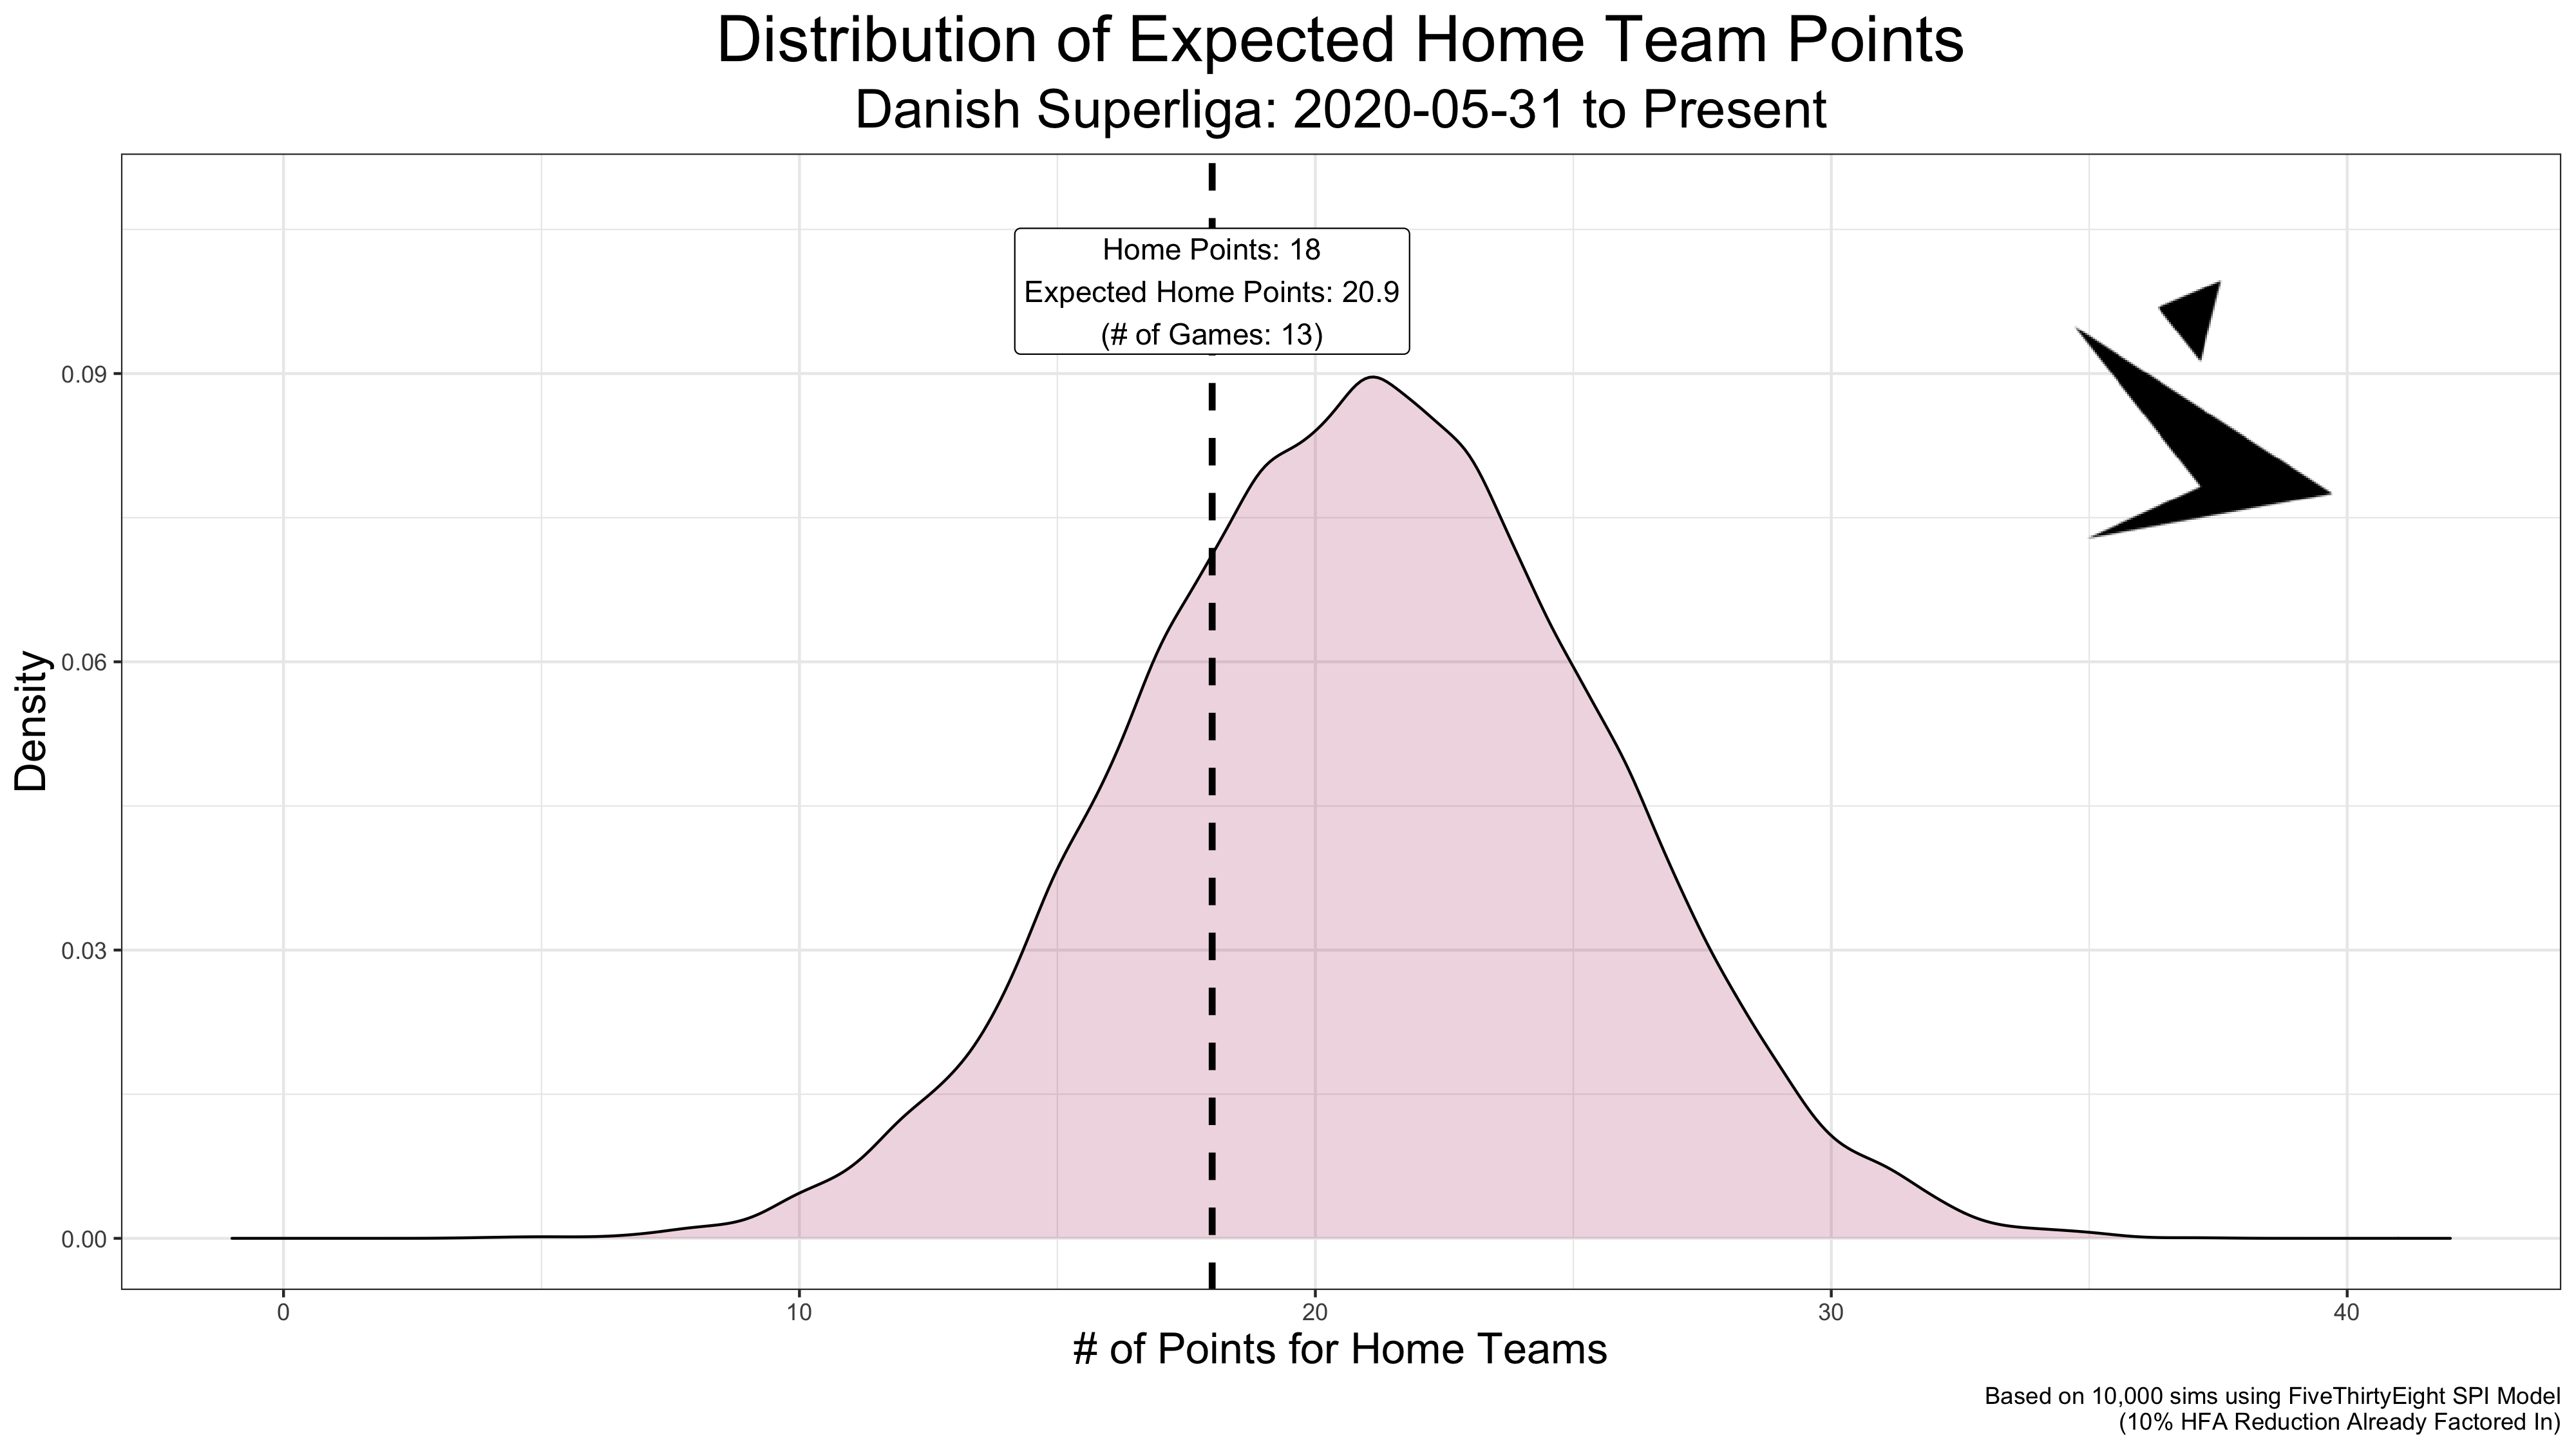 Distribution of Expected Home Team Points
Danish Superliga: 2020-05-31 to Present
Home Points: 18
Expected Home Points: 20.9
(# of Games: 13)
Density
0.09
0.06
0.03
0.00
0 10 20 30 40
# of Points for Home Teams
Based on 10,000 sims using FiveThirtyEight SPI Model
(10% HFA Reduction Already Factored In)